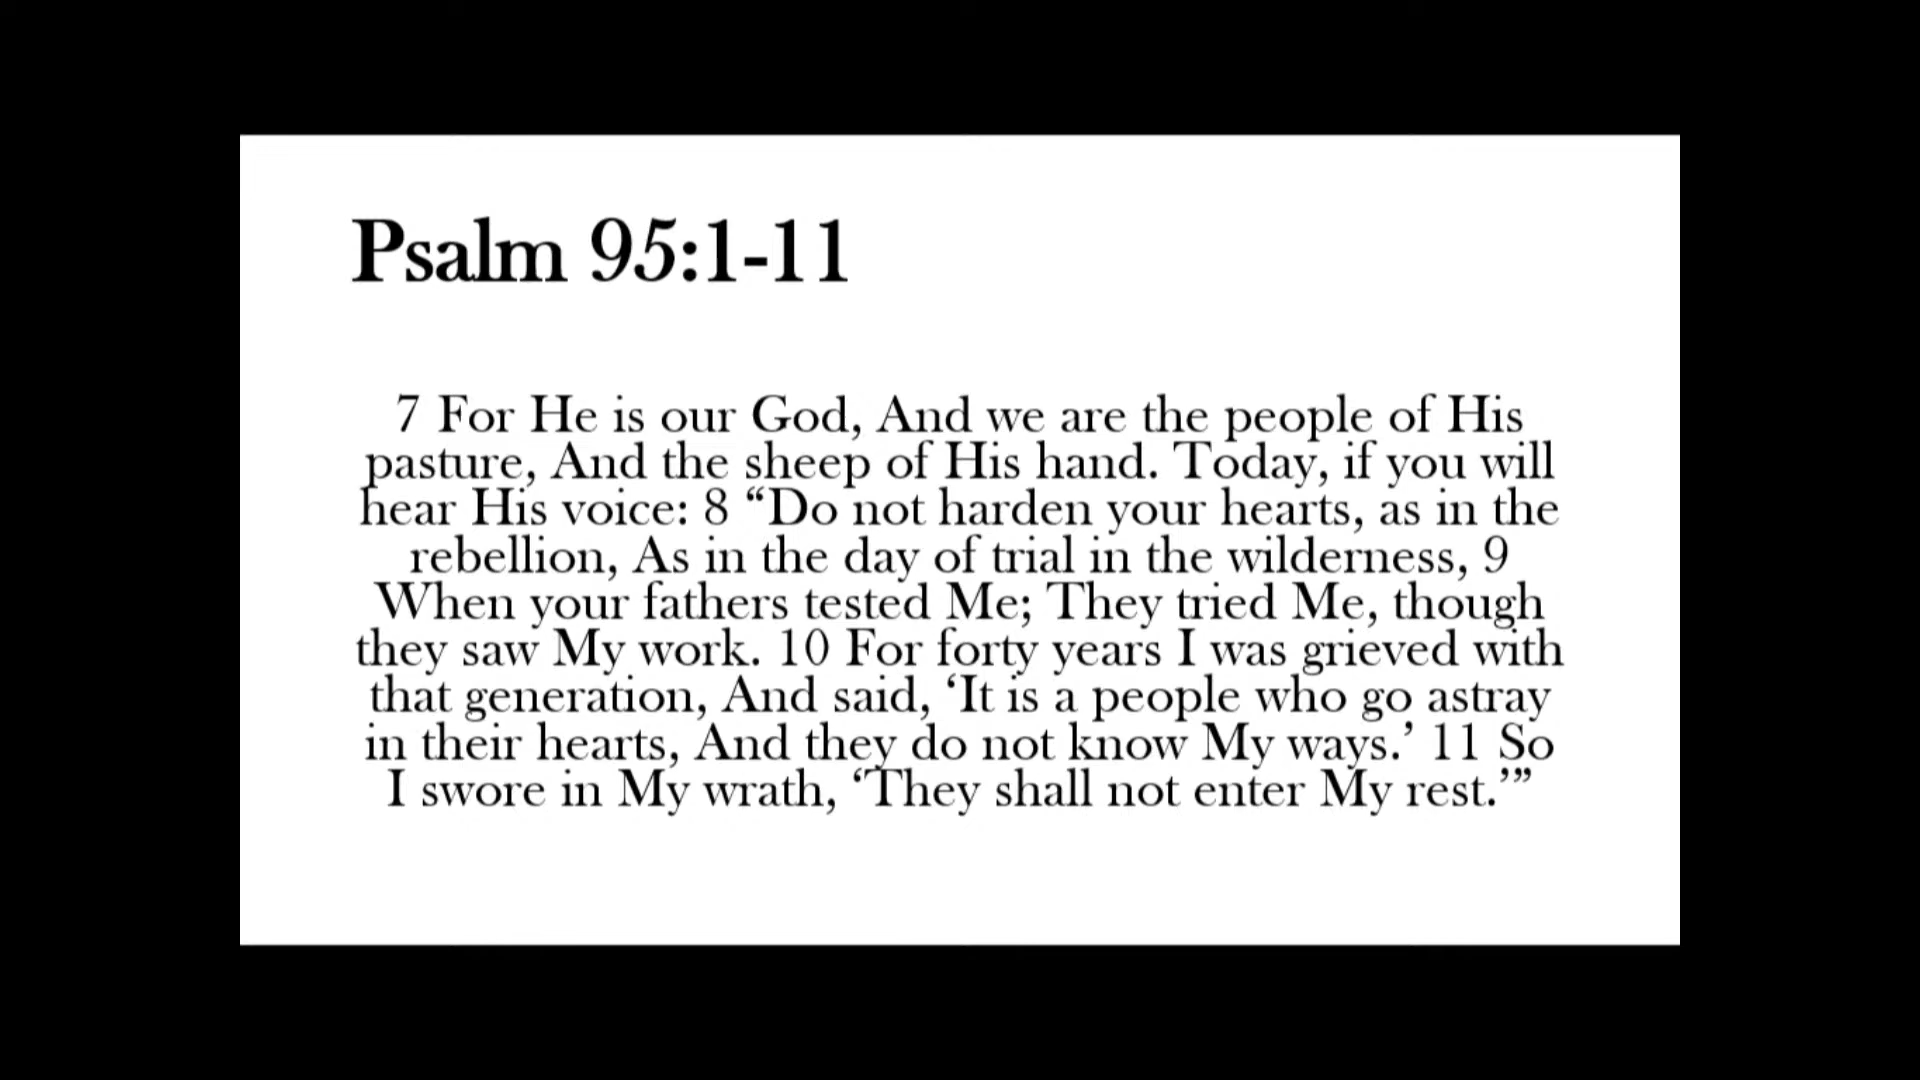 Psalm 95:1-11
7 For He is our God, And we are the people of His
pasture, And the sheep of His hand. Today, if you will
hear His voice: 8 “Do not harden your hearts, as in the
rebellion, As in the day of trial in the wilderness, 9
When your fathers tested Me; They tried Me, though
they saw My work. 10 For forty years I was grieved with
that generation, And said, ‘It is a people who go astray
in their hearts, And they do not know My ways.’ 11 So
I swore in My wrath, ‘They shall not enter My rest.’”